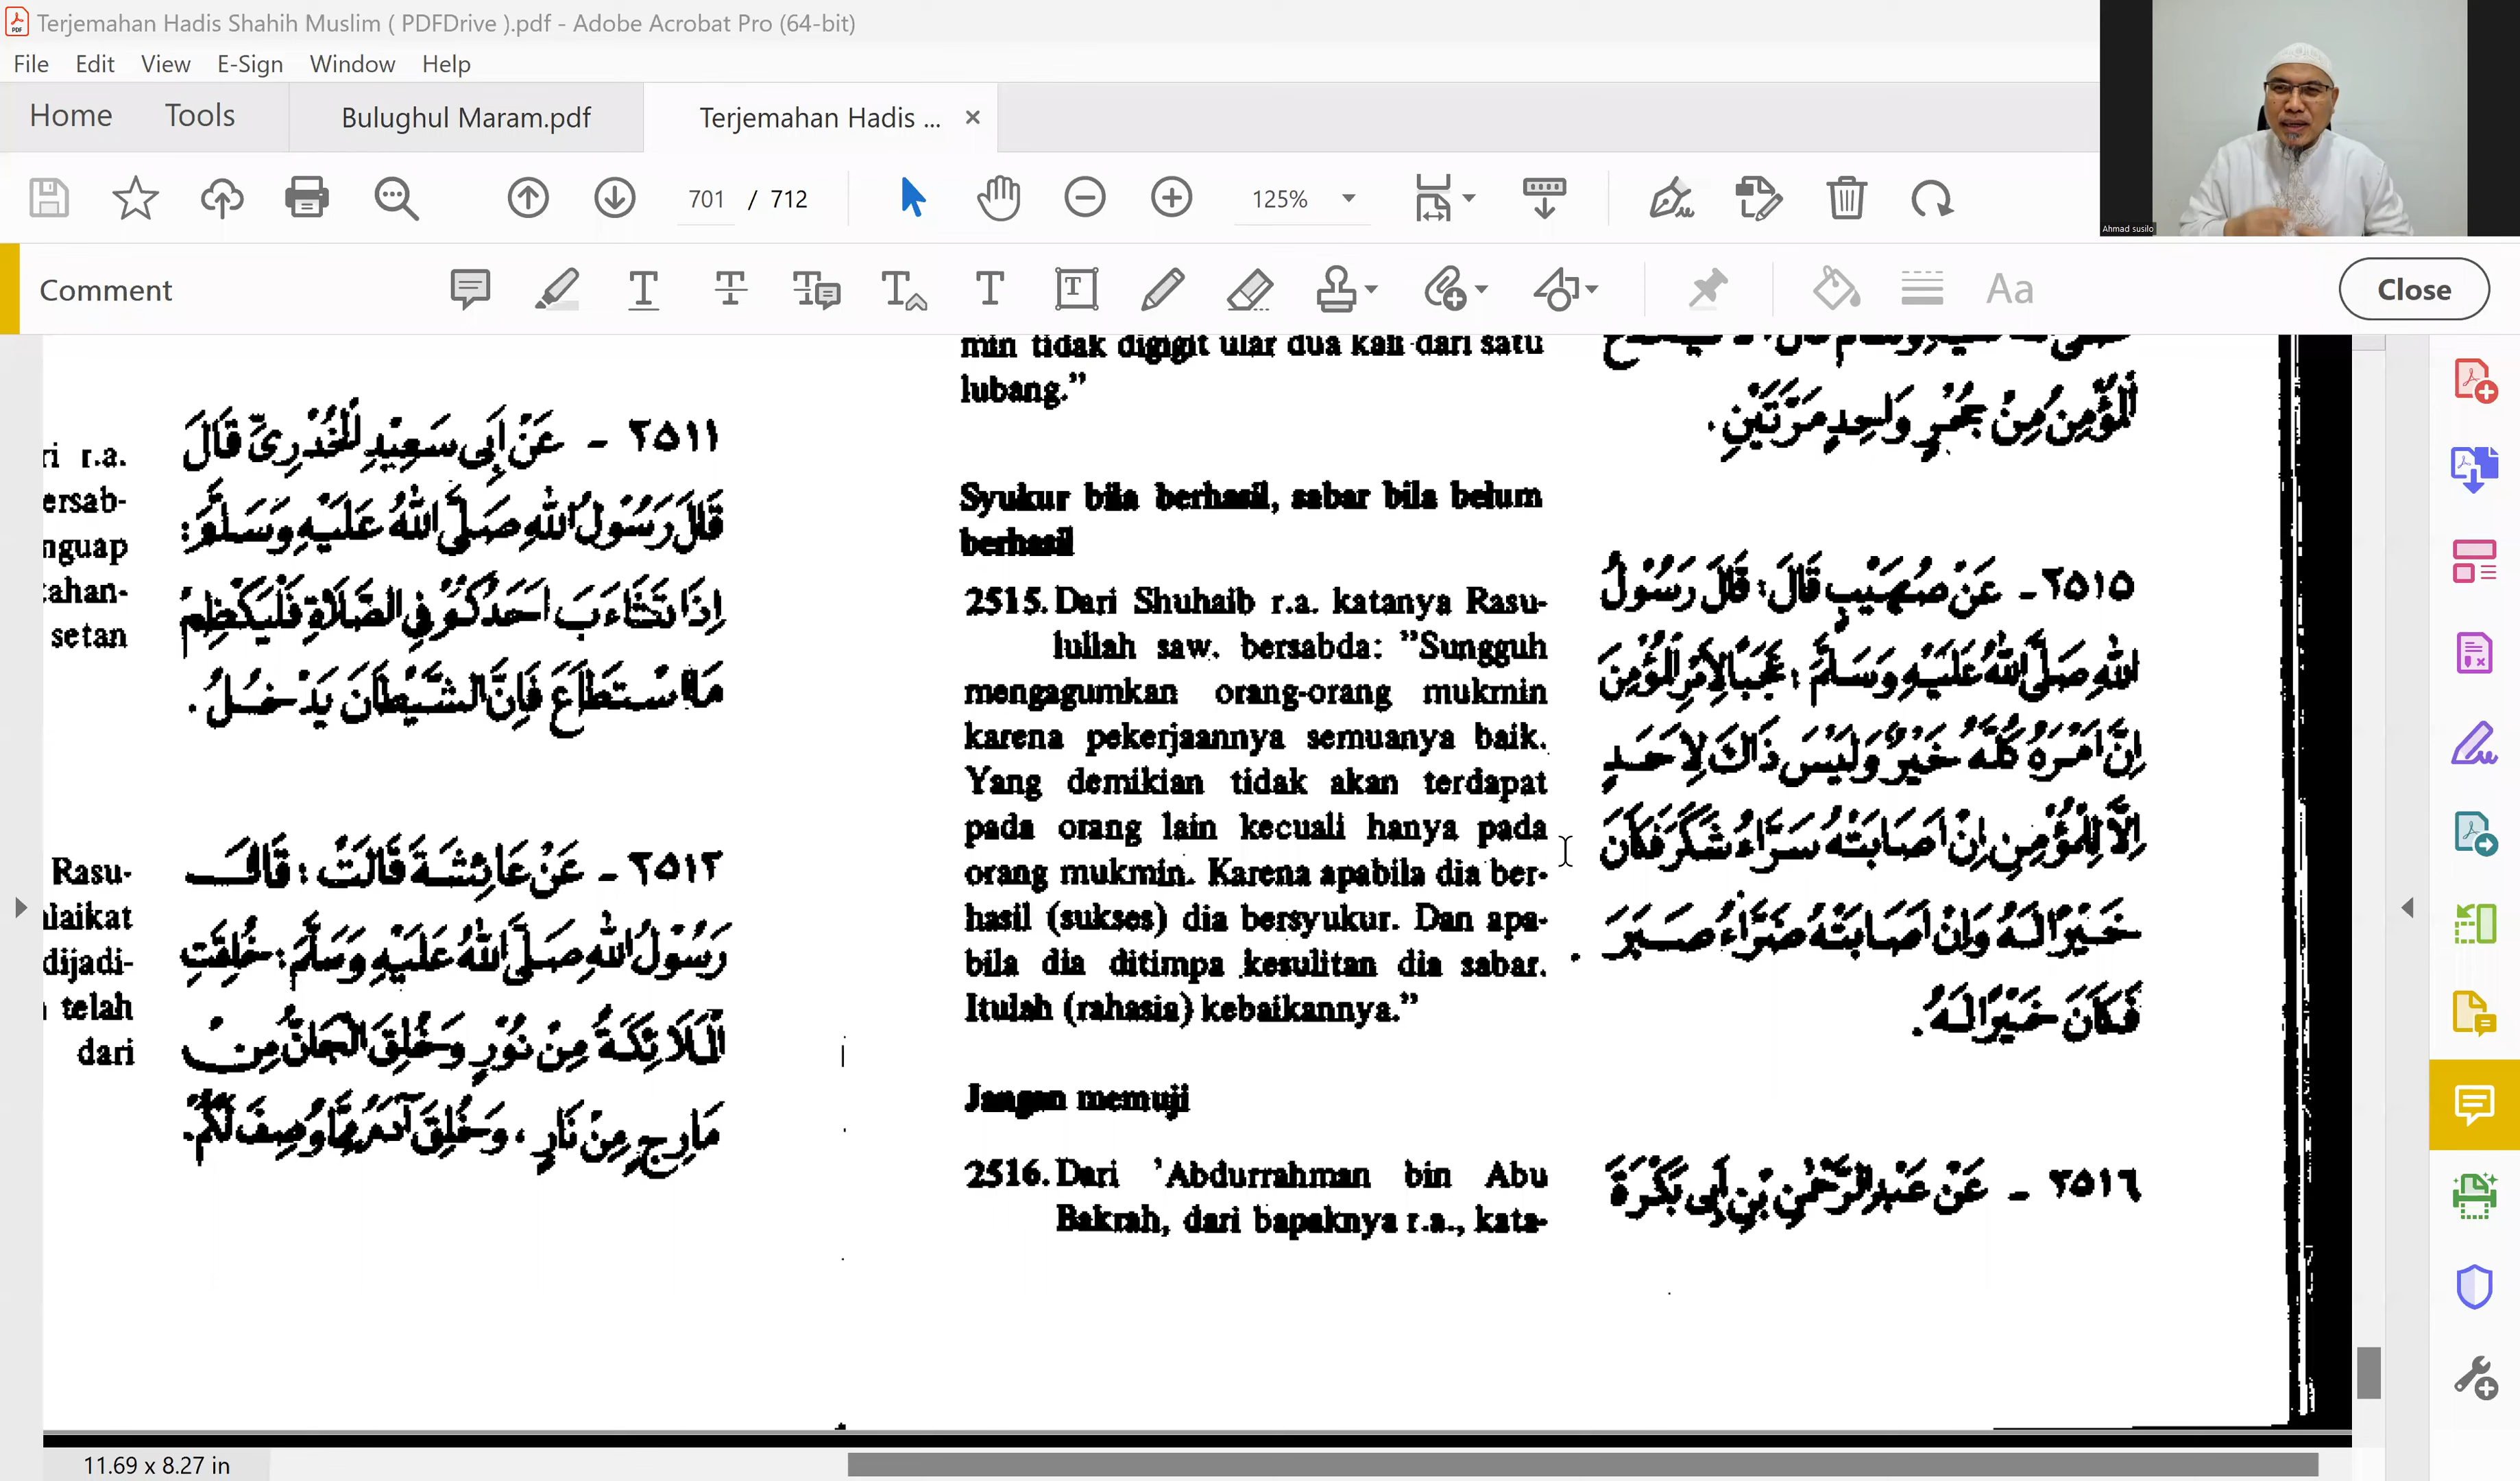 Terjemahan Hadis Shahih Muslim ( PDFDrive ).pdf - Adobe Acrobat Pro (64-bit)
File Edit View E-Sign Window Help
Home Tools Bulughul Maram.pdf Terjemahan Hadis ... ×
701 / 712 125%
Ahmad susilo
Comment Close
Aa
ri r.a.
ersab-
nguap
tahan-
setan
٢٥١١ - عَنْ اَبِى سَعِيْدِ الْخُدْرِىِّ قَالَ
قَالَ رَسُوْلُ اللهِ صَلَّى اللهُ عَلَيْهِ وَسَلَّمَ:
اِذَا تَثَاءَبَ اَحَدُكُمْ فِى الصَّلَاةِ فَلْيَكْظِمْ
مَا اسْتَطَاعَ فَاِنَّ الشَّيْطَانَ يَدْخُلُ.
Rasu-
laikat
dijadi-
telah
dari
٢٥١٢ - عَنْ عَائِشَةَ قَالَتْ: قَالَ
رَسُوْلُ اللهِ صَلَّى اللهُ عَلَيْهِ وَسَلَّمَ: خُلِقَتِ
الْمَلَائِكَةُ مِنْ نُوْرٍ وَخُلِقَ الْجَانُّ مِنْ
مَارِجٍ مِنْ نَارٍ، وَخُلِقَ آدَمُ مِمَّا وُصِفَ لَكُمْ.
min tidak digigit ular dua kali dari satu
lubang."
الْمُؤْمِنُ مِنْ جُحْرٍ وَاحِدٍ مَرَّتَيْنِ.
Syukur bila berhasil, sabar bila belum
berhasil
2515. Dari Shuhaib r.a. katanya Rasu-
lullah saw. bersabda: "Sungguh
mengagumkan orang-orang mukmin
karena pekerjaannya semuanya baik.
Yang demikian tidak akan terdapat
pada orang lain kecuali hanya pada
orang mukmin. Karena apabila dia ber-
hasil (sukses) dia bersyukur. Dan apa-
bila dia ditimpa kesulitan dia sabar.
Itulah (rahasia) kebaikannya."
٢٥١٥ - عَنْ صُهَيْبٍ قَالَ: قَالَ رَسُوْلُ
اللهِ صَلَّى اللهُ عَلَيْهِ وَسَلَّمَ: عَجَبًا لِاَمْرِ الْمُؤْمِنِ
اِنَّ اَمْرَهُ كُلَّهُ خَيْرٌ وَلَيْسَ ذَاكَ لِاَحَدٍ
اِلَّا لِلْمُؤْمِنِ اِنْ اَصَابَتْهُ سَرَّاءُ شَكَرَ فَكَانَ
خَيْرًا لَهُ وَاِنْ اَصَابَتْهُ ضَرَّاءُ صَبَرَ
فَكَانَ خَيْرًا لَهُ.
Jangan memuji
2516. Dari 'Abdurrahman bin Abu
Bakrah, dari bapaknya r.a., kata-
٢٥١٦ - عَنْ عَبْدِ الرَّحْمٰنِ بْنِ اَبِى بَكْرَةَ
11.69 x 8.27 in